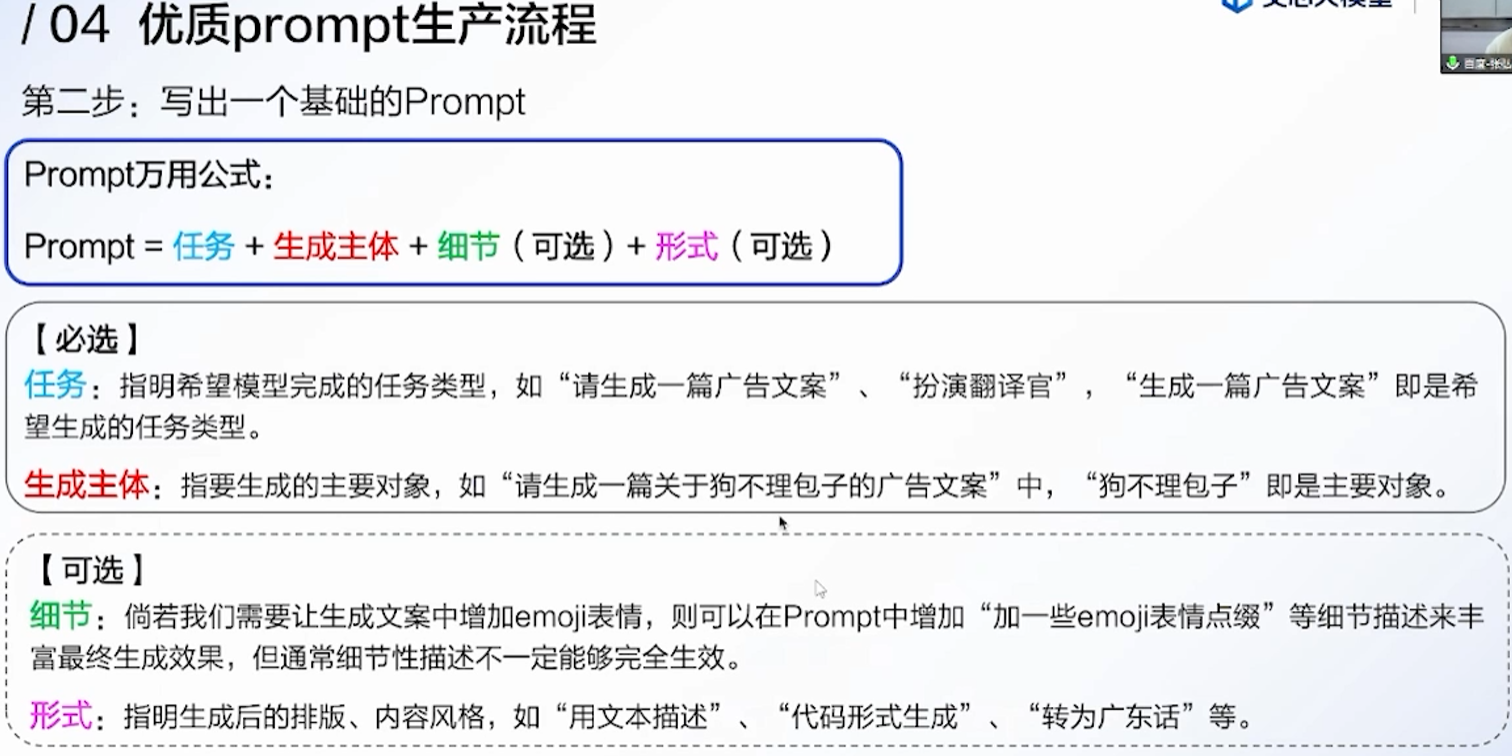 / 04 优质prompt生产流程
第二步：写出一个基础的Prompt
Prompt万用公式：
Prompt = 任务 + 生成主体 + 细节（可选）+ 形式（可选）
【必选】
任务：指明希望模型完成的任务类型，如“请生成一篇广告文案”、“扮演翻译官”，“生成一篇广告文案”即是希
望生成的任务类型。
生成主体：指要生成的主要对象，如“请生成一篇关于狗不理包子的广告文案”中，“狗不理包子”即是主要对象。
【可选】
细节：倘若我们需要让生成文案中增加emoji表情，则可以在Prompt中增加“加一些emoji表情点缀”等细节描述来丰
富最终生成效果，但通常细节性描述不一定能够完全生效。
形式：指明生成后的排版、内容风格，如“用文本描述”、“代码形式生成”、“转为广东话”等。